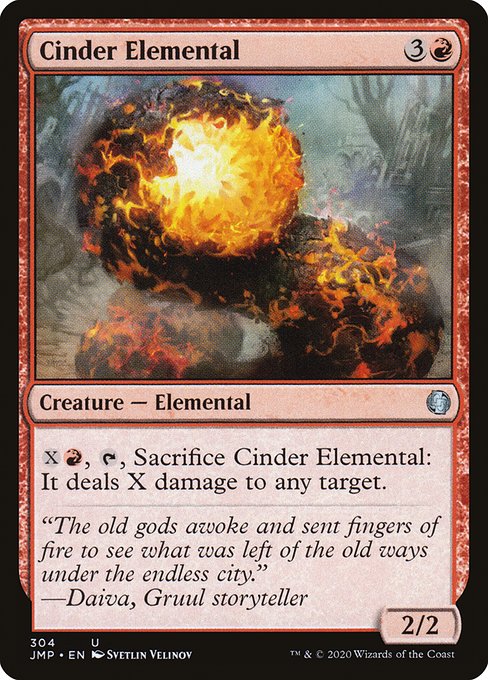 Cinder Elemental 3
Creature — Elemental
X, Sacrifice Cinder Elemental:
It deals X damage to any target.
“The old gods awoke and sent fingers of
fire to see what was left of the old ways
under the endless city.”
—Daiva, Gruul storyteller
2/2
304 U
JMP • EN Svetlin Velinov ™ & © 2020 Wizards of the Coast